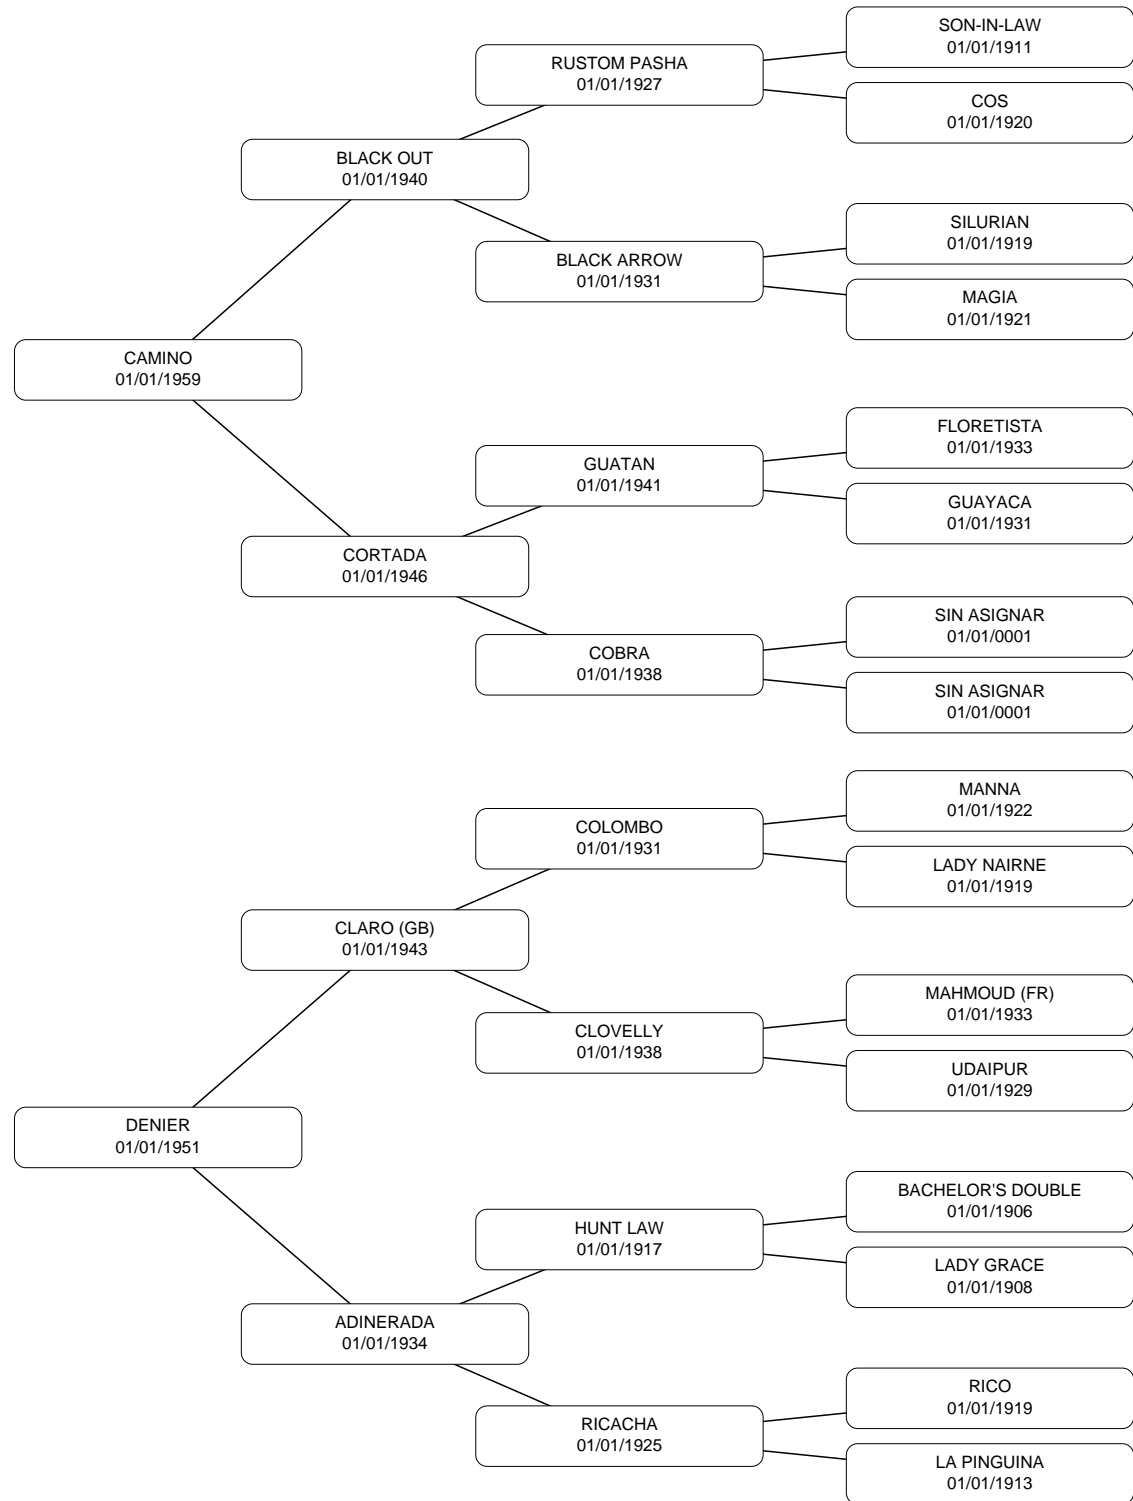 SON-IN-LAW
01/01/1911
RUSTOM PASHA
01/01/1927
COS
01/01/1920
BLACK OUT
01/01/1940
SILURIAN
01/01/1919
BLACK ARROW
01/01/1931
MAGIA
01/01/1921
CAMINO
01/01/1959
FLORETISTA
01/01/1933
GUATAN
01/01/1941
GUAYACA
01/01/1931
CORTADA
01/01/1946
SIN ASIGNAR
01/01/0001
COBRA
01/01/1938
SIN ASIGNAR
01/01/0001
MANNA
01/01/1922
COLOMBO
01/01/1931
LADY NAIRNE
01/01/1919
CLARO (GB)
01/01/1943
MAHMOUD (FR)
01/01/1933
CLOVELLY
01/01/1938
UDAIPUR
01/01/1929
DENIER
01/01/1951
BACHELOR'S DOUBLE
01/01/1906
HUNT LAW
01/01/1917
LADY GRACE
01/01/1908
ADINERADA
01/01/1934
RICO
01/01/1919
RICACHA
01/01/1925
LA PINGUINA
01/01/1913